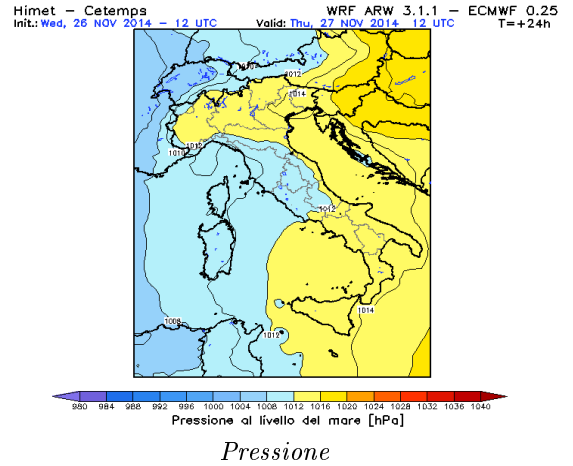 Himet – Cetemps WRF ARW 3.1.1 – ECMWF 0.25
Init.: Wed, 26 NOV 2014 – 12 UTC Valid: Thu, 27 NOV 2014 12 UTC T=+24h
1012
1014
1012
1010
1012
1014
1008
1012
980 984 988 992 996 1000 1004 1008 1012 1016 1020 1024 1028 1032 1036 1040
Pressione al livello del mare [hPa]
Pressione